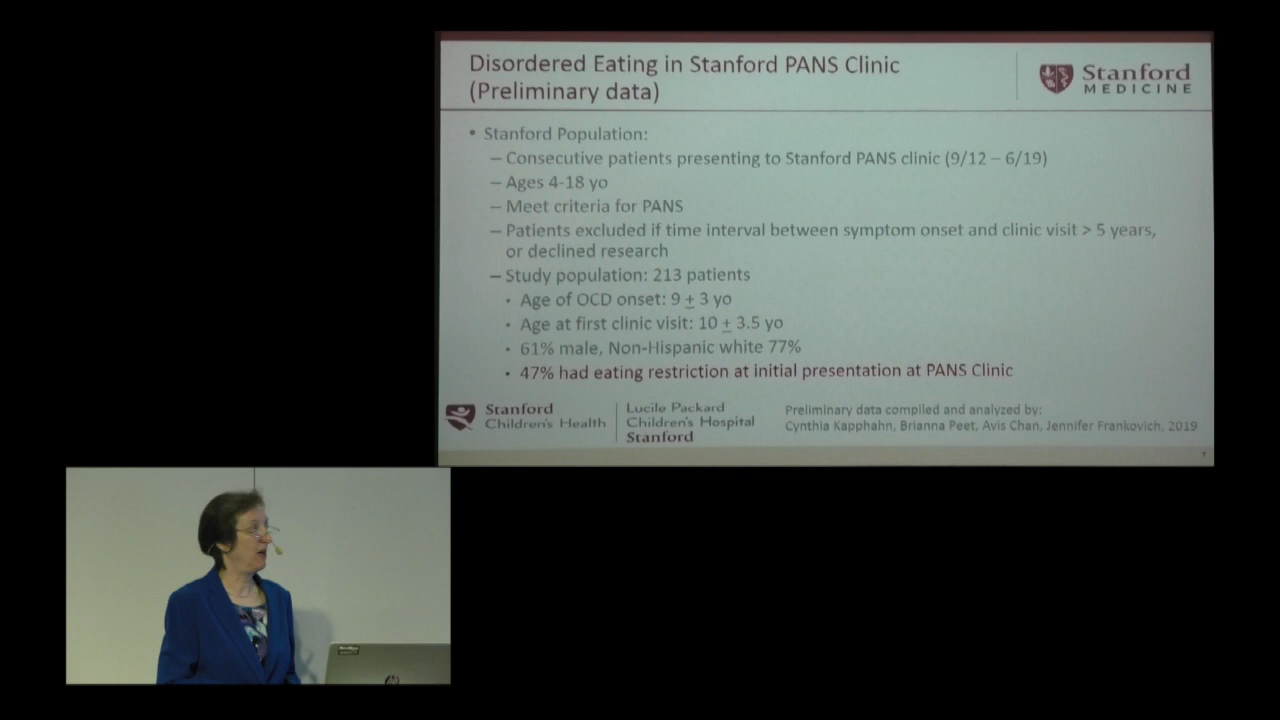 Disordered Eating in Stanford PANS Clinic
(Preliminary data)
Stanford
MEDICINE
• Stanford Population:
– Consecutive patients presenting to Stanford PANS clinic (9/12 – 6/19)
– Ages 4-18 yo
– Meet criteria for PANS
– Patients excluded if time interval between symptom onset and clinic visit > 5 years,
or declined research
– Study population: 213 patients
• Age of OCD onset: 9 ± 3 yo
• Age at first clinic visit: 10 ± 3.5 yo
• 61% male, Non-Hispanic white 77%
• 47% had eating restriction at initial presentation at PANS Clinic
Stanford
Children's Health
Lucile Packard
Children's Hospital
Stanford
Preliminary data compiled and analyzed by:
Cynthia Kapphahn, Brianna Peet, Avis Chan, Jennifer Frankovich, 2019
7
hp